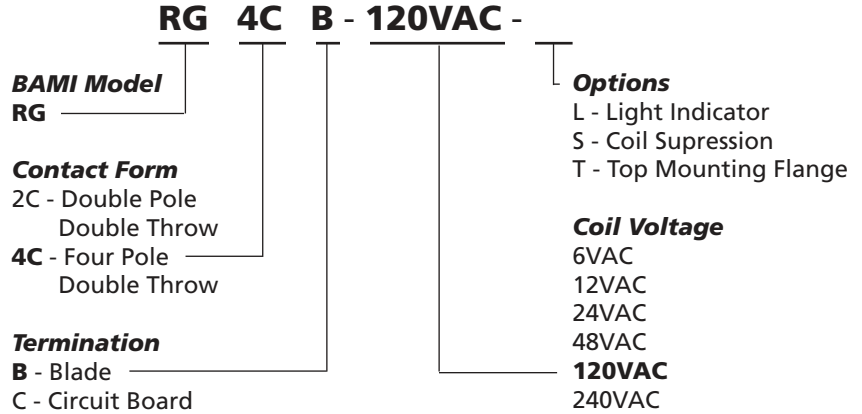 RG 4C B - 120VAC -
BAMI Model
RG
Contact Form
2C - Double Pole
Double Throw
4C - Four Pole
Double Throw
Termination
B - Blade
C - Circuit Board
Options
L - Light Indicator
S - Coil Supression
T - Top Mounting Flange
Coil Voltage
6VAC
12VAC
24VAC
48VAC
120VAC
240VAC